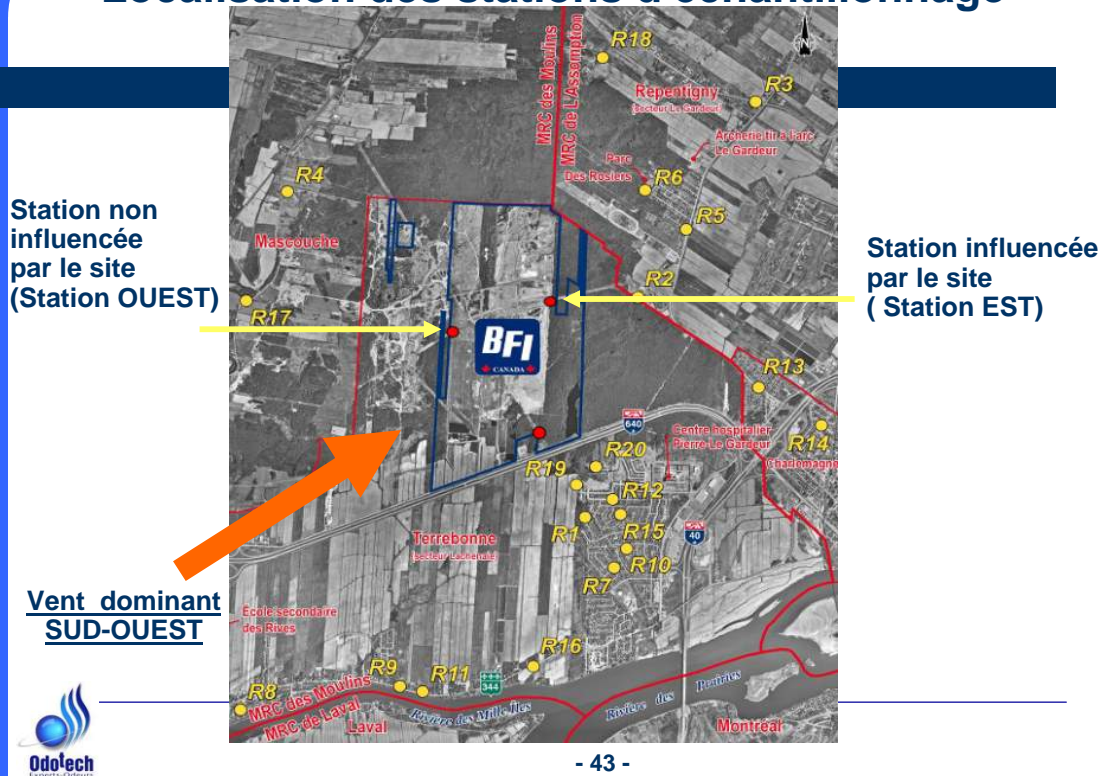 Localisation des stations d'échantillonnage
R18
R3
MRC des Moulins
MRC de L'Assomption
Repentigny
(secteur Le Gardeur)
Archerie tir à l'arc
Le Gardeur
Parc
Des Rosiers
R6
R4
R5
Station non
influencée
par le site
(Station OUEST)
Mascouche
Station influencée
par le site
( Station EST)
R2
R17
BFI
CANADA
R13
640
Centre hospitalier
Pierre-Le Gardeur
R14
Charlemagne
R20
R19
R12
R1
R15
40
Terrebonne
(secteur Lachenaie)
R10
R7
Vent dominant
SUD-OUEST
École secondaire
des Rives
R16
R9
R11
344
R8
MRC des Moulins
MRC de Laval
Laval
Rivière des Mille Îles
Rivière des Prairies
Montréal
Odotech
Experts-Odeurs
- 43 -